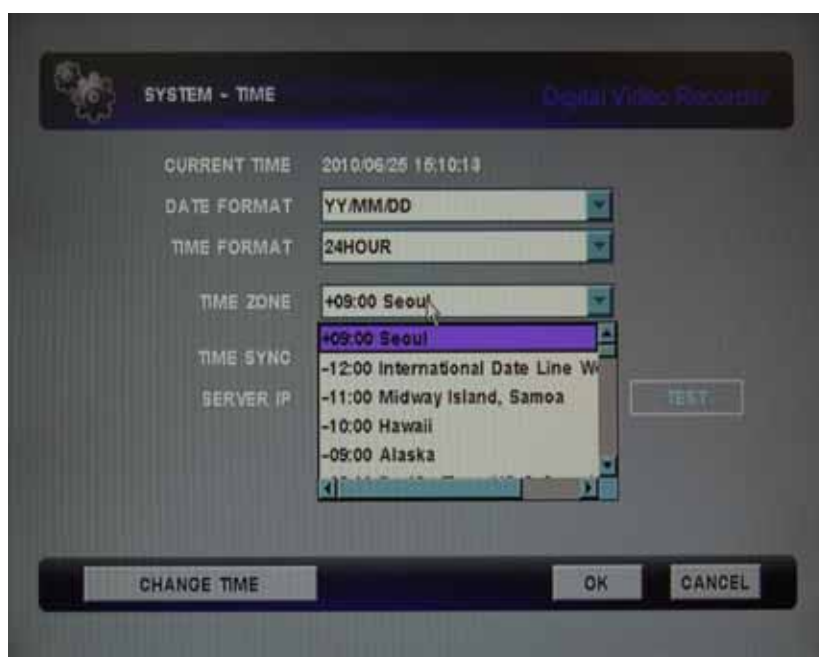 SYSTEM - TIME
Digital Video Recorder
CURRENT TIME 2010/06/25 15:10:13
DATE FORMAT YY/MM/DD
TIME FORMAT 24HOUR
TIME ZONE +09:00 Seoul
+09:00 Seoul
TIME SYNC
-12:00 International Date Line We
SERVER IP
-11:00 Midway Island, Samoa
TEST
-10:00 Hawaii
-09:00 Alaska
CHANGE TIME
OK
CANCEL